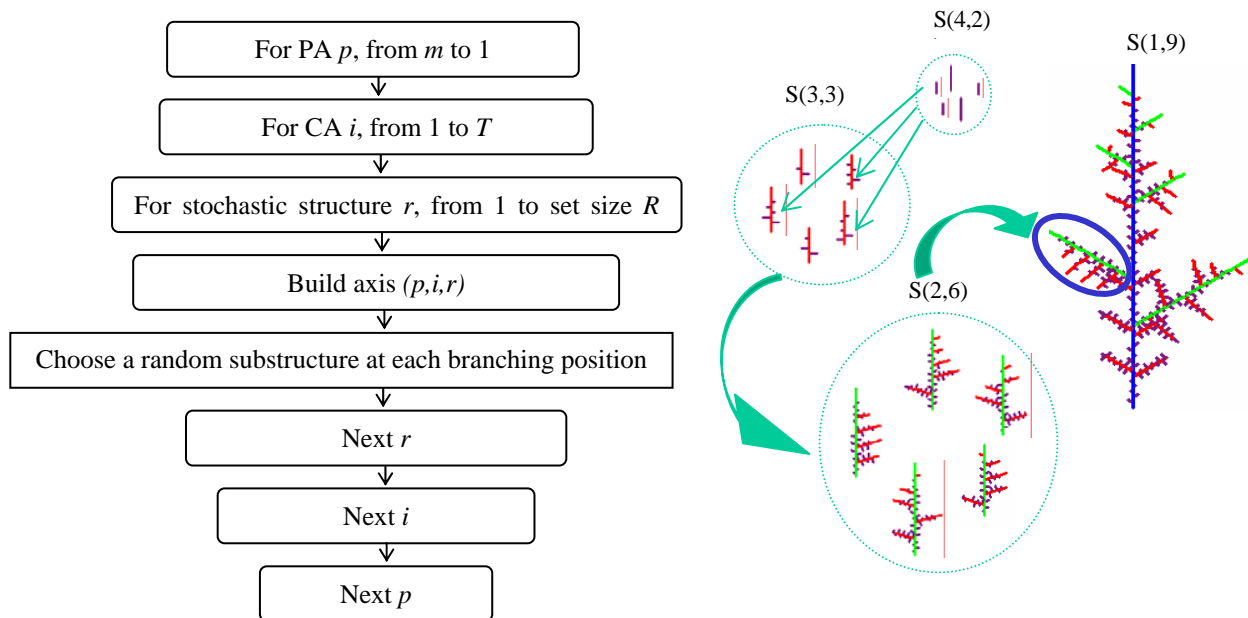 For PA p, from m to 1
For CA i, from 1 to T
For stochastic structure r, from 1 to set size R
Build axis (p,i,r)
Choose a random substructure at each branching position
Next r
Next i
Next p
S(4,2)
S(1,9)
S(3,3)
S(2,6)